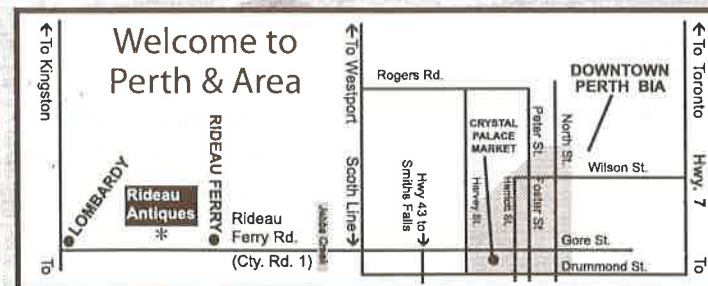 Welcome to
Perth & Area
←To Kingston
To
LOMBARDY
Rideau
Antiques
*
RIDEAU FERRY
Rideau
Ferry Rd.
(Cty. Rd. 1)
←To Westport
Scoth Line→
Rogers Rd.
Hwy 43 to
Smiths Falls
CRYSTAL
PALACE
MARKET
Harvey St.
Peter St.
Foster St.
North St.
DOWNTOWN
PERTH BIA
Wilson St.
Gore St.
Drummond St.
←To Toronto
Hwy. 7
To